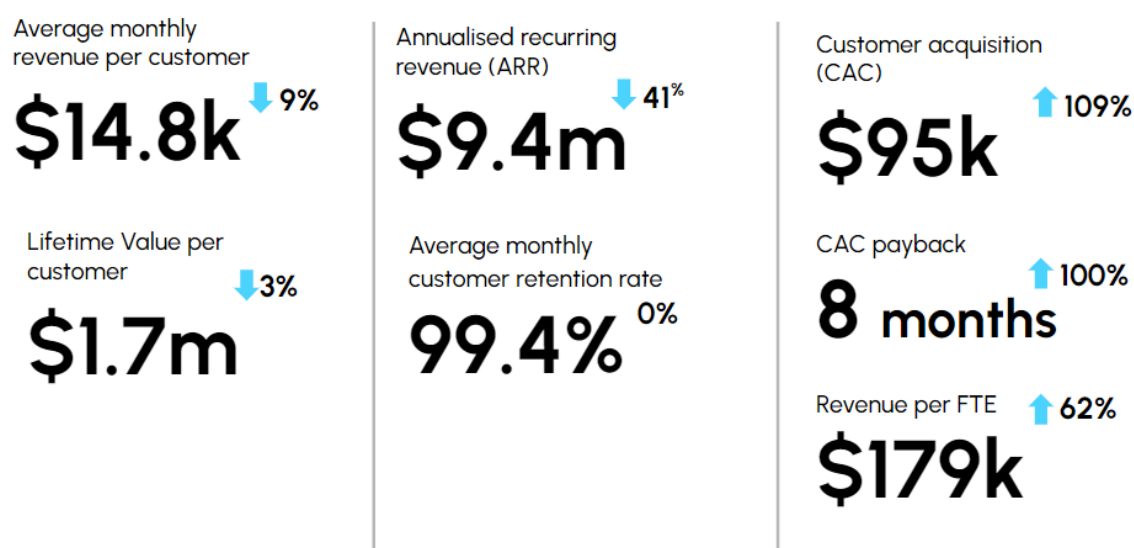 Average monthly
revenue per customer
$14.8k
9%
Lifetime Value per
customer
3%
$1.7m
Annualised recurring
revenue (ARR)
41%
$9.4m
Average monthly
customer retention rate
0%
99.4%
Customer acquisition
(CAC)
109%
$95k
CAC payback
100%
8 months
Revenue per FTE
62%
$179k